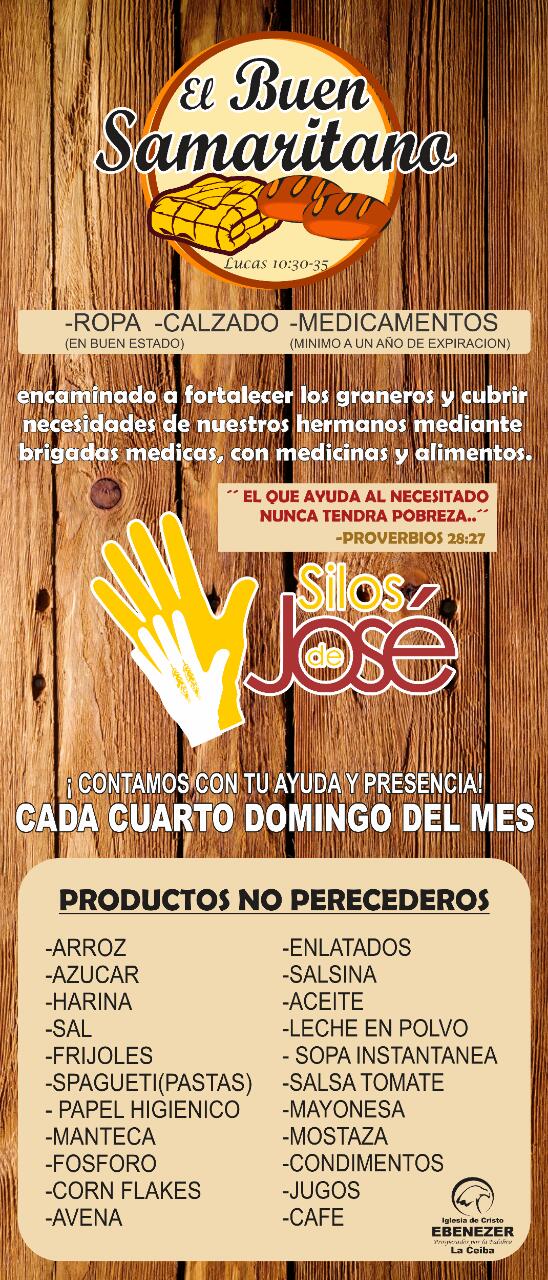 El Buen
Samaritano
Lucas 10:30-35
-ROPA -CALZADO -MEDICAMENTOS
(EN BUEN ESTADO) (MINIMO A UN AÑO DE EXPIRACION)
encaminado a fortalecer los graneros y cubrir
necesidades de nuestros hermanos mediante
brigadas medicas, con medicinas y alimentos.
´´ EL QUE AYUDA AL NECESITADO
NUNCA TENDRA POBREZA..´´
-PROVERBIOS 28:27
Silos
de José
¡ CONTAMOS CON TU AYUDA Y PRESENCIA!
CADA CUARTO DOMINGO DEL MES
PRODUCTOS NO PERECEDEROS
-ARROZ
-AZUCAR
-HARINA
-SAL
-FRIJOLES
-SPAGUETI(PASTAS)
- PAPEL HIGIENICO
-MANTECA
-FOSFORO
-CORN FLAKES
-AVENA
-ENLATADOS
-SALSINA
-ACEITE
-LECHE EN POLVO
- SOPA INSTANTANEA
-SALSA TOMATE
-MAYONESA
-MOSTAZA
-CONDIMENTOS
-JUGOS
-CAFE
Iglesia de Cristo
EBENEZER
Prosperados por la Palabra
La Ceiba